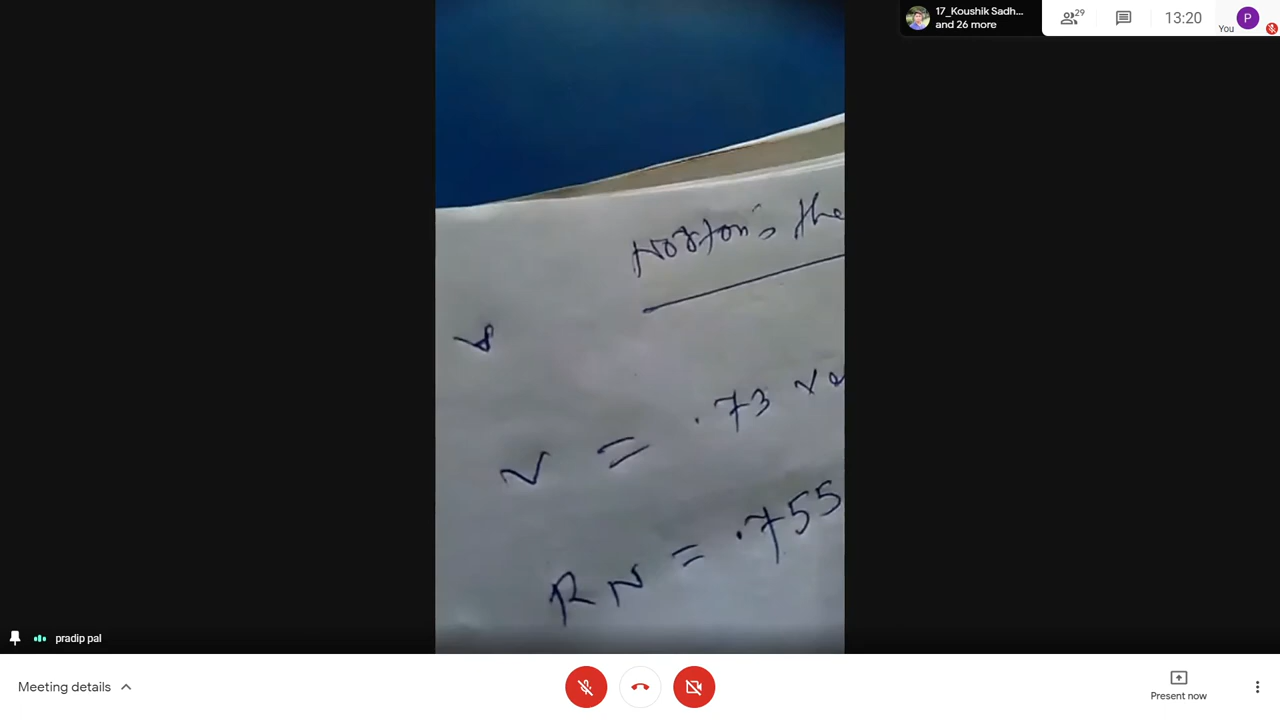 17_Koushik Sadh...
and 26 more
29
13:20
You
P
Norton's the
V
V = .73 vo
RN = .755
pradip pal
Meeting details
Present now